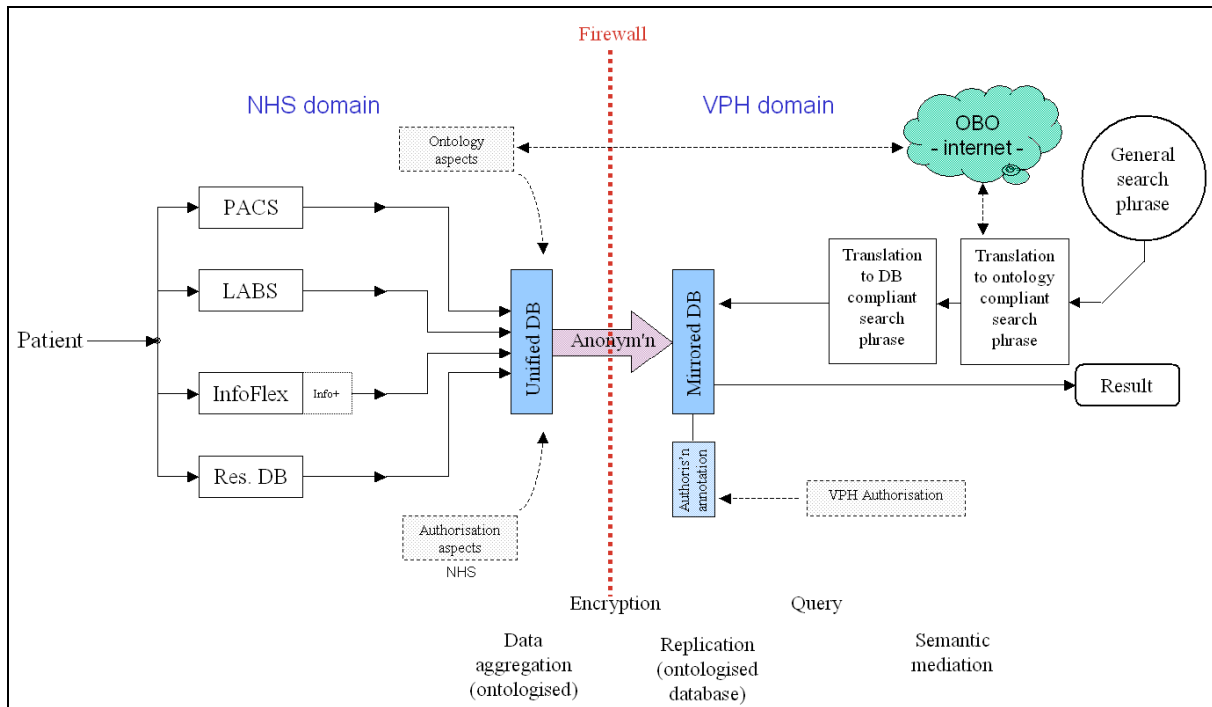 Firewall
NHS domain
VPH domain
Ontology
aspects
OBO
- internet -
General
search
phrase
PACS
LABS
Patient
InfoFlex
Info+
Res. DB
Unified DB
Anonym'n
Mirrored DB
Translation
to DB
compliant
search
phrase
Translation
to ontology
compliant
search
phrase
Result
Authoris'n
annotation
VPH Authorisation
Authorisation
aspects
NHS
Encryption
Query
Data
aggregation
(ontologised)
Replication
(ontologised
database)
Semantic
mediation